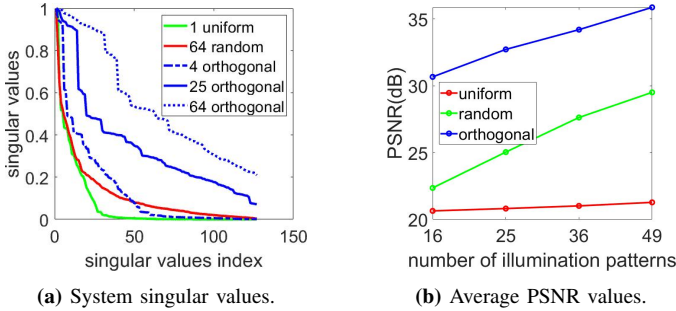 singular values
1
0.8
0.6
0.4
0.2
0
0
50
100
150
singular values index
1 uniform
64 random
4 orthogonal
25 orthogonal
64 orthogonal
(a) System singular values.
PSNR(dB)
35
30
25
20
16
25
36
49
number of illumination patterns
uniform
random
orthogonal
(b) Average PSNR values.